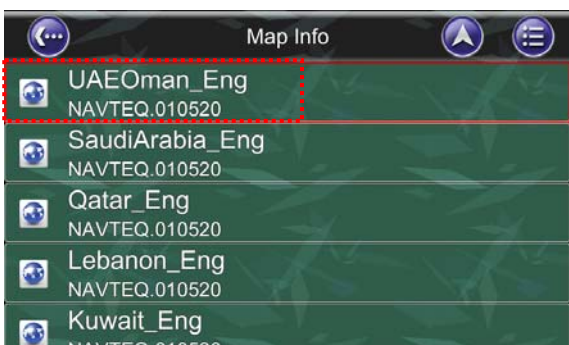 Map Info
UAEOman_Eng
NAVTEQ.010520
SaudiArabia_Eng
NAVTEQ.010520
Qatar_Eng
NAVTEQ.010520
Lebanon_Eng
NAVTEQ.010520
Kuwait_Eng